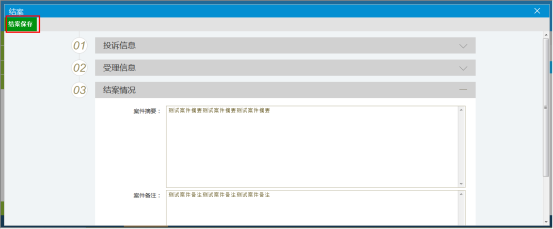 结案
结案保存
01 投诉信息
02 受理信息
03 结案情况
案件摘要： 测试案件摘要测试案件摘要测试案件摘要
案件备注： 测试案件备注测试案件备注测试案件备注